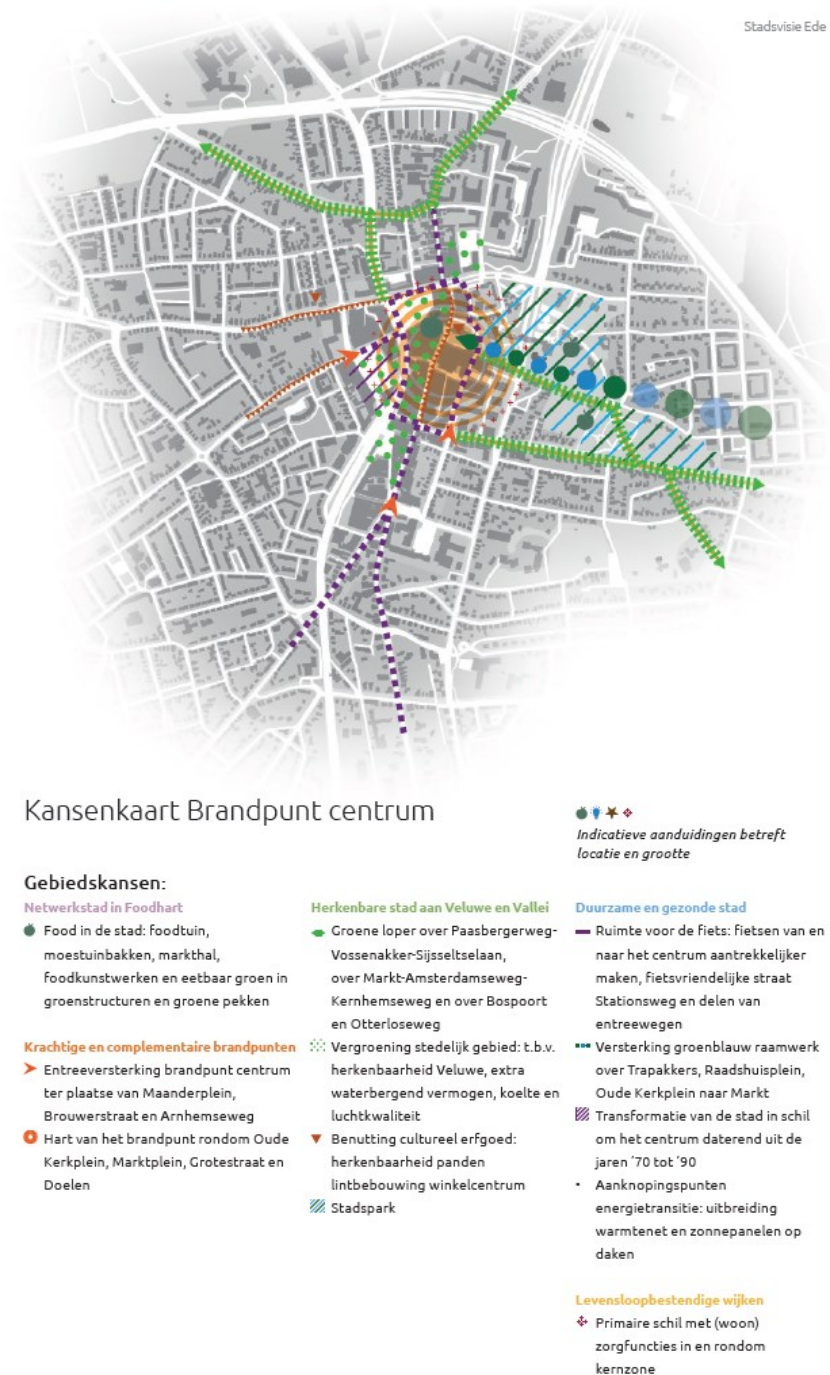 Stadsvisie Ede
Kansenkaart Brandpunt centrum
Indicatieve aanduidingen betreft
locatie en grootte
Gebiedskansen:
Netwerkstad in Foodhart
Food in de stad: foodtuin,
moestuinbakken, markthal,
foodkunstwerken en eetbaar groen in
groenstructuren en groene pekken
Krachtige en complementaire brandpunten
Entreeversterking brandpunt centrum
ter plaatse van Maanderplein,
Brouwerstraat en Arnhemseweg
Hart van het brandpunt rondom Oude
Kerkplein, Marktplein, Grotestraat en
Doelen
Herkenbare stad aan Veluwe en Vallei
Groene loper over Paasbergerweg-
Vossenakker-Sijsseltselaan,
over Markt-Amsterdamseweg-
Kernhemseweg en over Bospoort
en Otterloseweg
Vergroening stedelijk gebied: t.b.v.
herkenbaarheid Veluwe, extra
waterbergend vermogen, koelte en
luchtkwaliteit
Benutting cultureel erfgoed:
herkenbaarheid panden
lintbebouwing winkelcentrum
Stadspark
Duurzame en gezonde stad
Ruimte voor de fiets: fietsen van en
naar het centrum aantrekkelijker
maken, fietsvriendelijke straat
Stationsweg en delen van
entreewegen
Versterking groenblauw raamwerk
over Trapakkers, Raadshuisplein,
Oude Kerkplein naar Markt
Transformatie van de stad in schil
om het centrum daterend uit de
jaren '70 tot '90
Aanknopingspunten
energietransitie: uitbreiding
warmtenet en zonnepanelen op
daken
Levensloopbestendige wijken
Primaire schil met (woon)
zorgfuncties in en rondom
kernzone